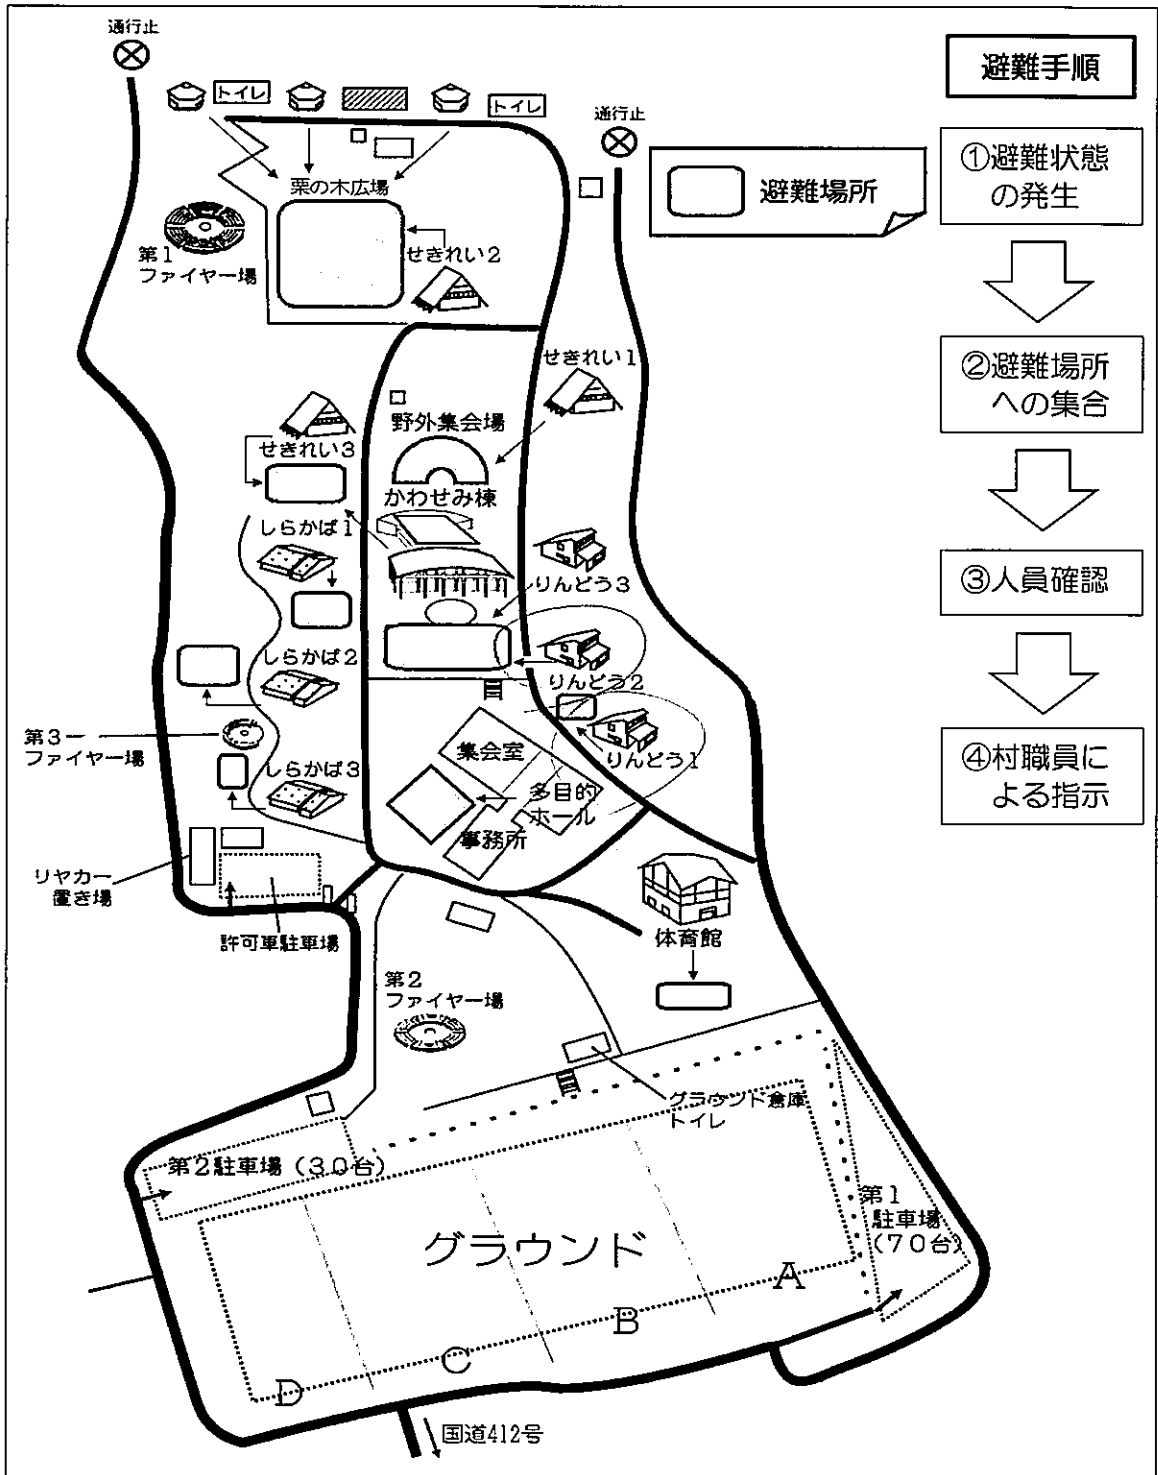 通行止
避難手順
トイレ
トイレ
通行止
①避難状態
の発生
避難場所
栗の木広場
第1
ファイヤー場
せきれい2
②避難場所
への集合
せきれい1
野外集会場
せきれい3
かわせみ棟
しらかば1
③人員確認
りんどう3
しらかば2
りんどう2
第3
ファイヤー場
集会室
りんどう1
④村職員に
よる指示
しらかば3
多目的
ホール
事務所
リヤカー
置き場
許可車駐車場
体育館
第2
ファイヤー場
グラウンド倉庫
トイレ
第2駐車場(30台)
第1
駐車場
(70台)
グラウンド
A
B
C
D
国道412号